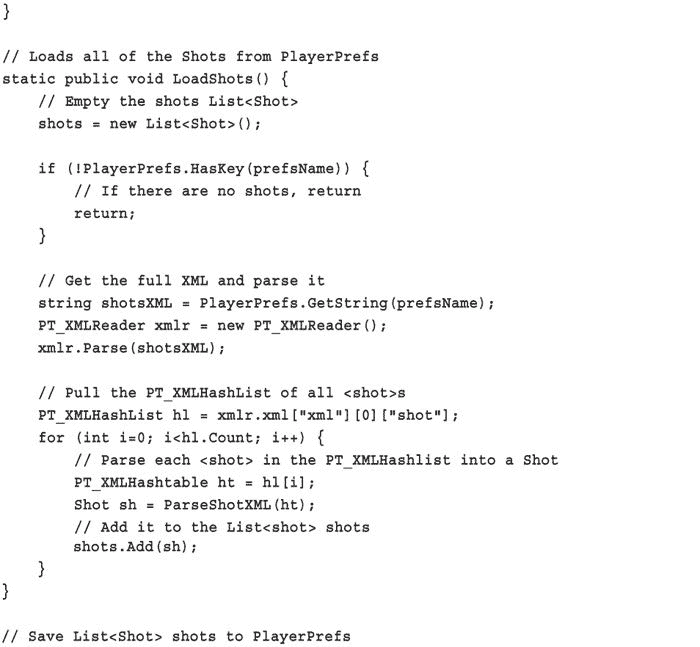 }

// Loads all of the Shots from PlayerPrefs
static public void LoadShots() {
    // Empty the shots List<Shot>
    shots = new List<Shot>();

    if (!PlayerPrefs.HasKey(prefsName)) {
        // If there are no shots, return
        return;
    }

    // Get the full XML and parse it
    string shotsXML = PlayerPrefs.GetString(prefsName);
    PT_XMLReader xmlr = new PT_XMLReader();
    xmlr.Parse(shotsXML);

    // Pull the PT_XMLHashList of all <shot>s
    PT_XMLHashList hl = xmlr.xml["xml"][0]["shot"];
    for (int i=0; i<hl.Count; i++) {
        // Parse each <shot> in the PT_XMLHashlist into a Shot
        PT_XMLHashtable ht = hl[i];
        Shot sh = ParseShotXML(ht);
        // Add it to the List<shot> shots
        shots.Add(sh);
    }
}

// Save List<Shot> shots to PlayerPrefs